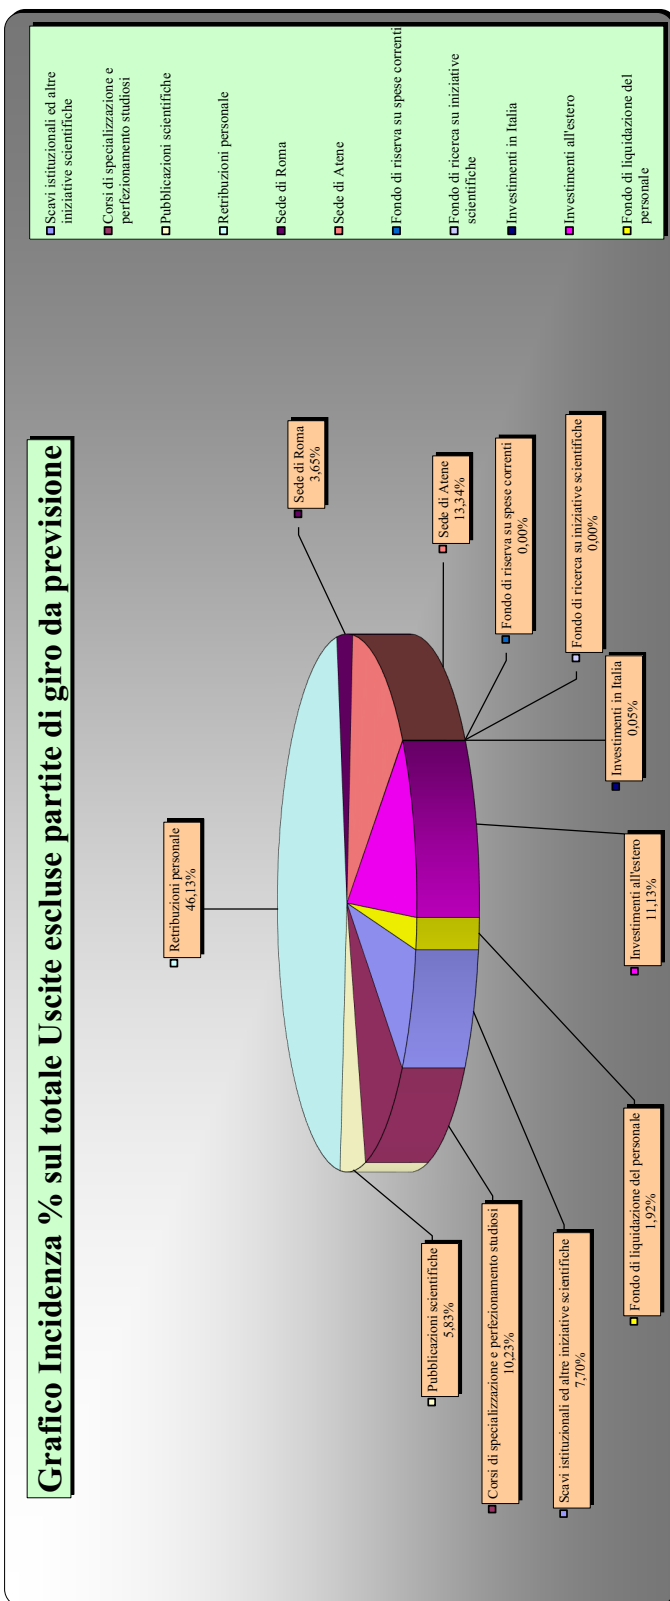 Grafico Incidenza % sul totale Uscite escluse partite di giro da previsione
Retribuzioni personale
46,13%
Sede di Roma
3,65%
Sede di Atene
13,34%
Fondo di riserva su spese correnti
0,00%
Fondo di ricerca su iniziative scientifiche
0,00%
Investimenti in Italia
0,05%
Investimenti all'estero
11,13%
Fondo di liquidazione del personale
1,92%
Scavi istituzionali ed altre iniziative scientifiche
7,70%
Corsi di specializzazione e perfezionamento studiosi
10,23%
Pubblicazioni scientifiche
5,83%
Scavi istituzionali ed altre
iniziative scientifiche
Corsi di specializzazione e
perfezionamento studiosi
Pubblicazioni scientifiche
Retribuzioni personale
Sede di Roma
Sede di Atene
Fondo di riserva su spese correnti
Fondo di ricerca su iniziative
scientifiche
Investimenti in Italia
Investimenti all'estero
Fondo di liquidazione del
personale